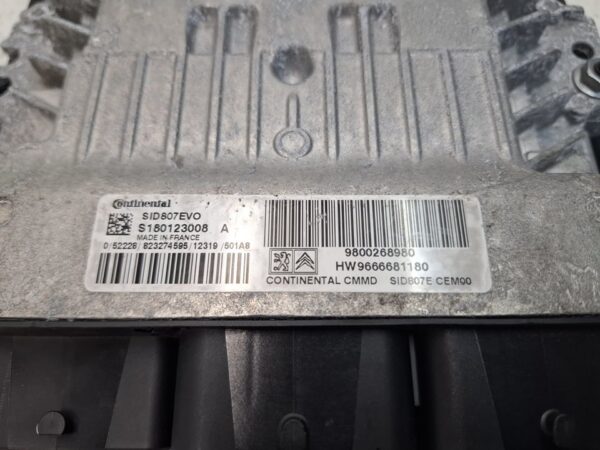 Continental
SID807EVO
S180123008 A
MADE IN FRANCE
0/52226/823274595/12319/501A8
9800268980
HW9666681180
CONTINENTAL CMMD SID807E CEM00